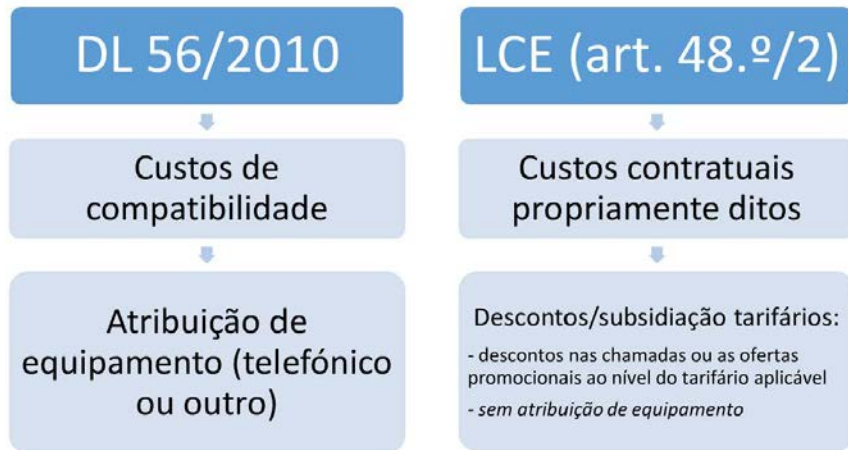 DL 56/2010
Custos de
compatibilidade
Atribuição de
equipamento (telefónico
ou outro)
LCE (art. 48.º/2)
Custos contratuais
propriamente ditos
Descontos/subsidiação tarifários:
- descontos nas chamadas ou as ofertas
promocionais ao nível do tarifário aplicável
- sem atribuição de equipamento